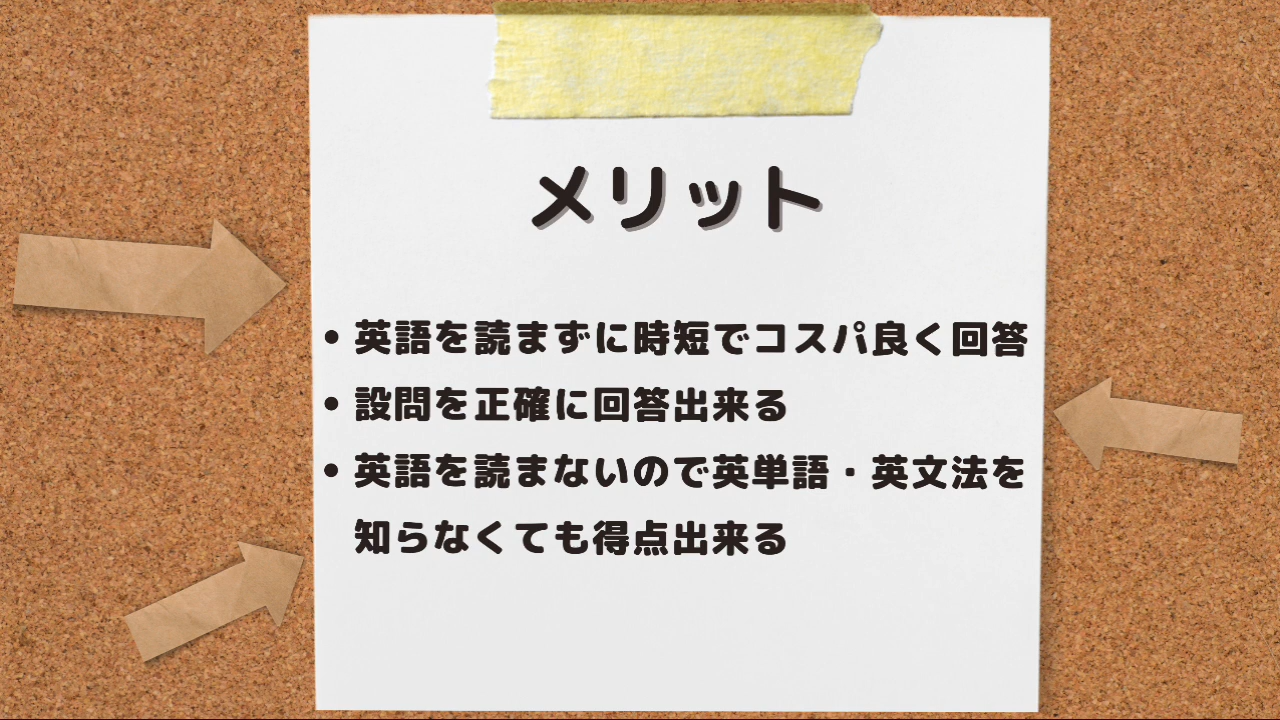 メリット
• 英語を読まずに時短でコスパ良く回答
• 設問を正確に回答出来る
• 英語を読まないので英単語・英文法を
知らなくても得点出来る